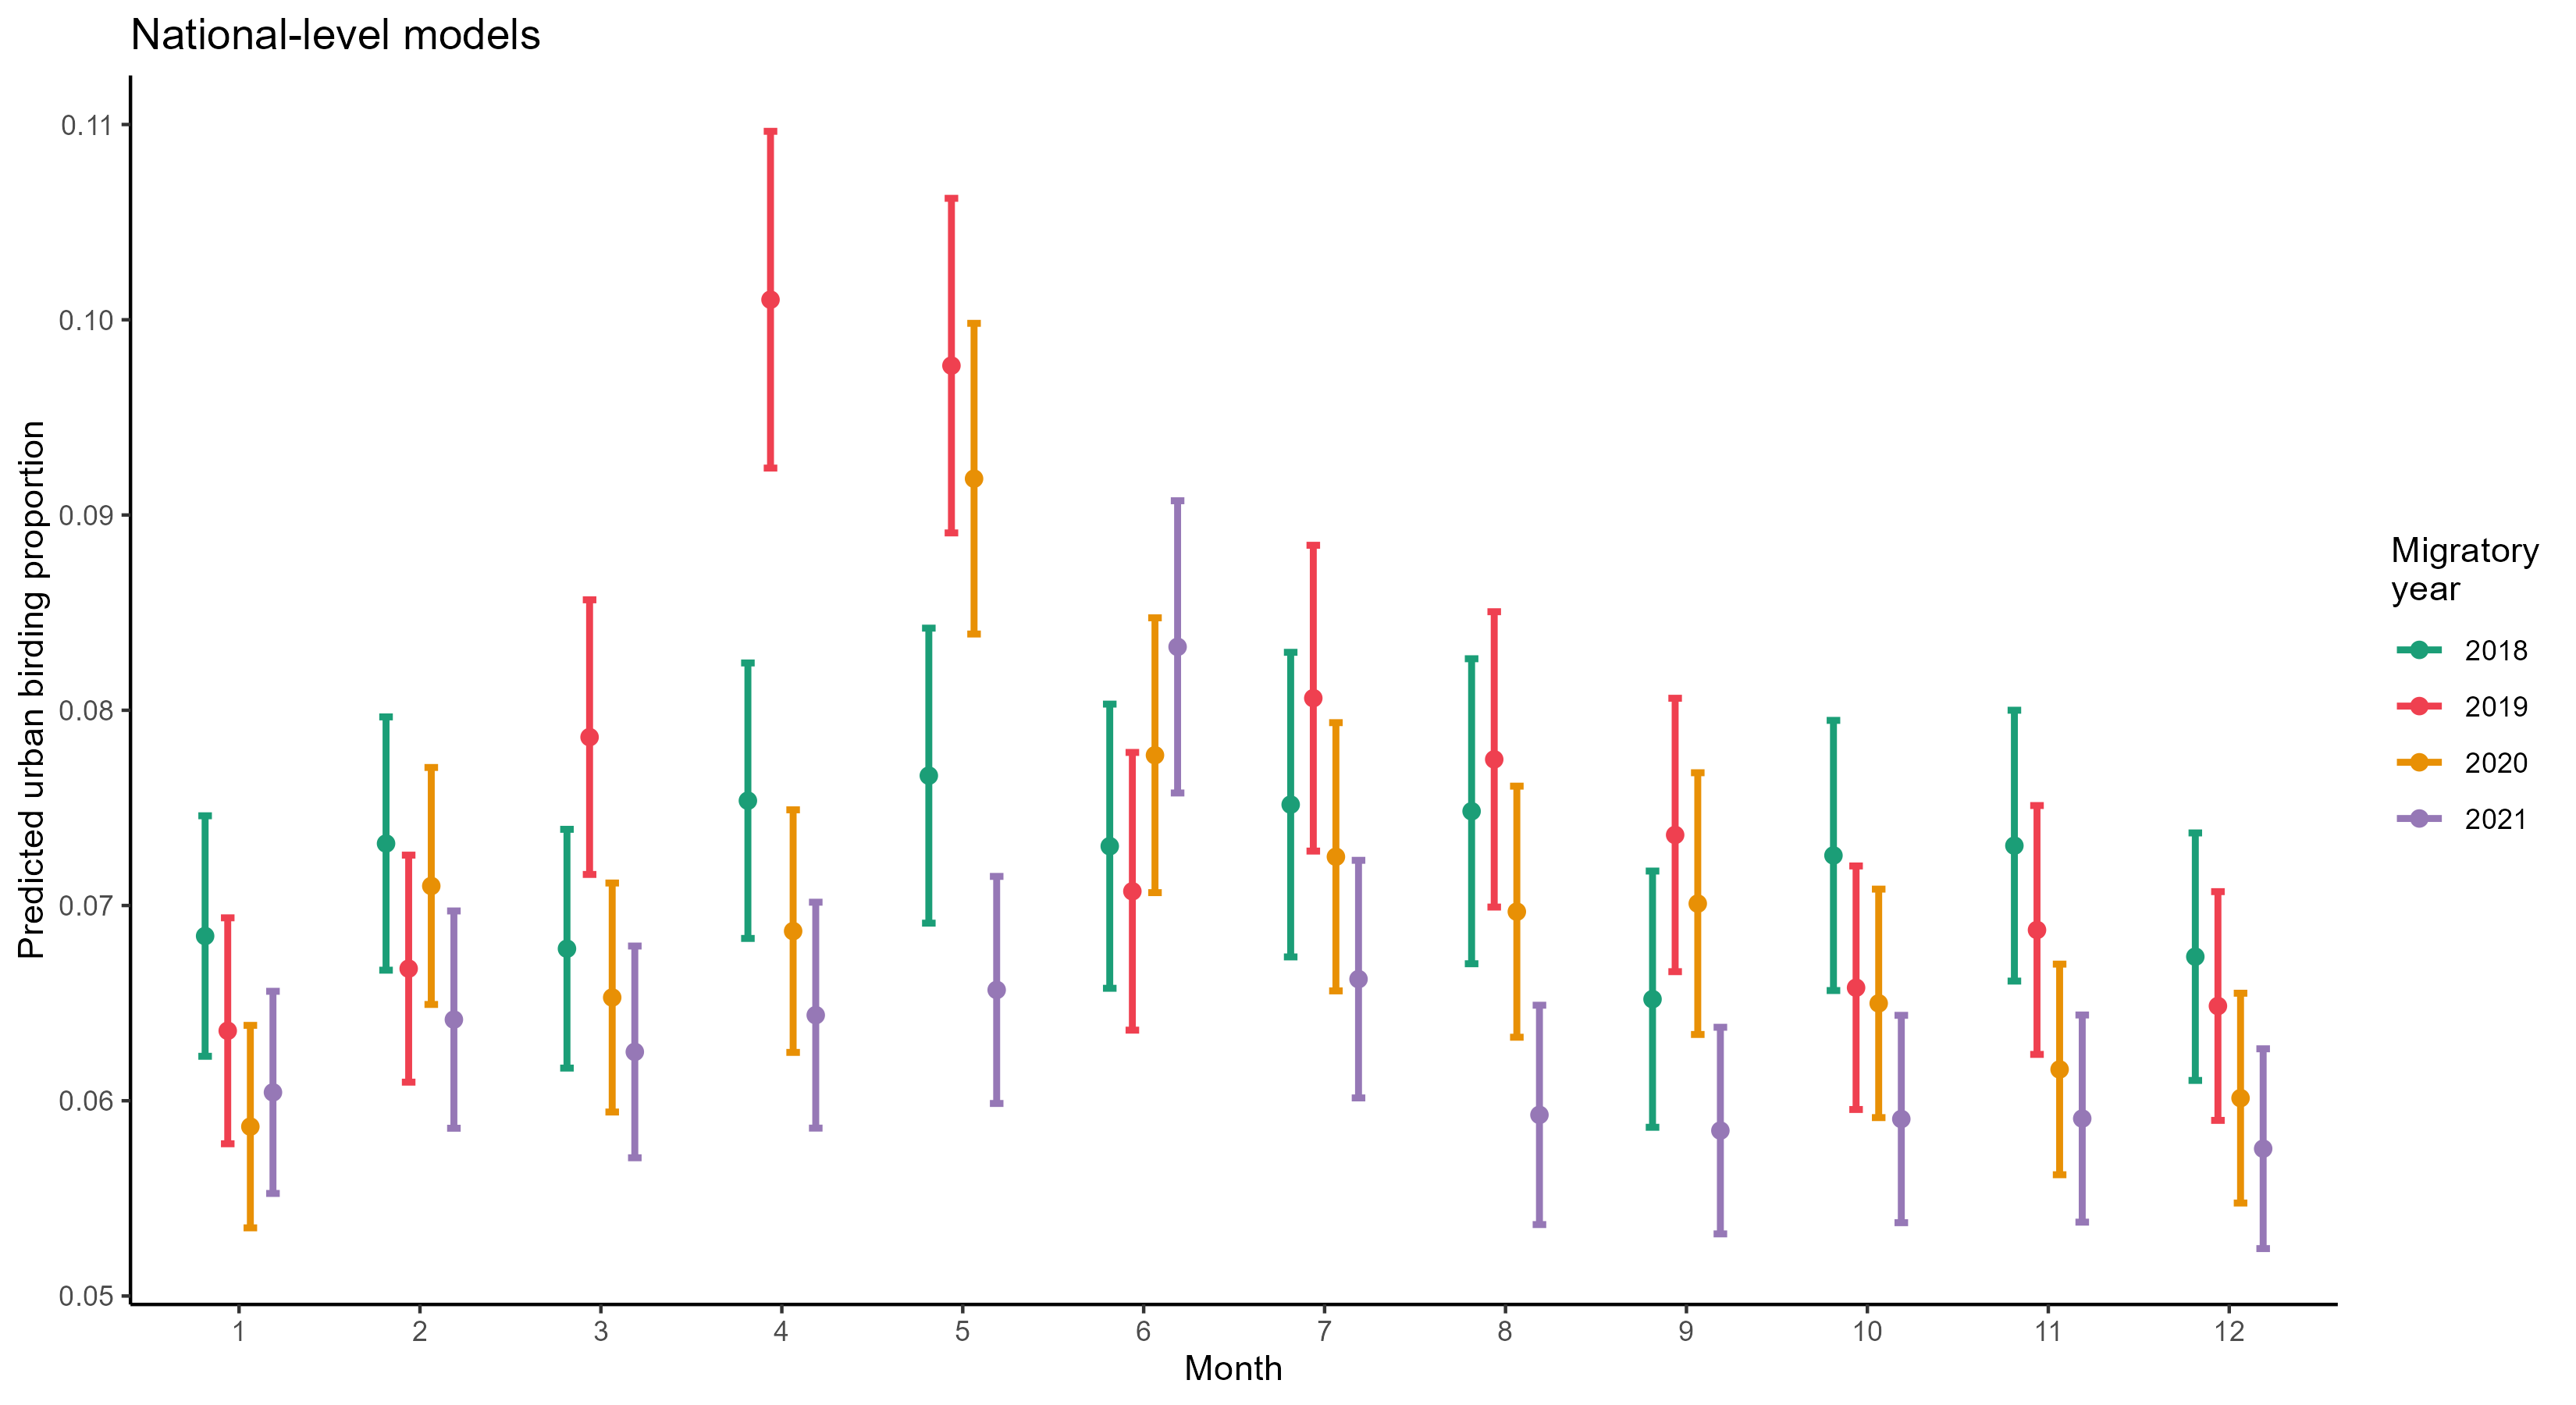 National-level models
0.11
0.10
0.09
0.08
0.07
0.06
0.05
Predicted urban birding proportion
1 2 3 4 5 6 7 8 9 10 11 12
Month
Migratory
year
2018
2019
2020
2021